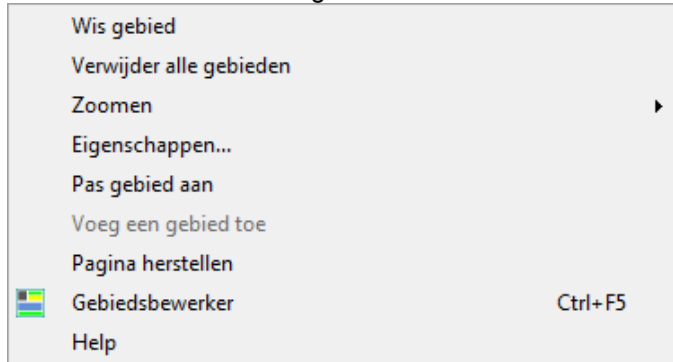 Wis gebied
Verwijder alle gebieden
Zoomen
Eigenschappen...
Pas gebied aan
Voeg een gebied toe
Pagina herstellen
Gebiedsbewerker Ctrl+F5
Help